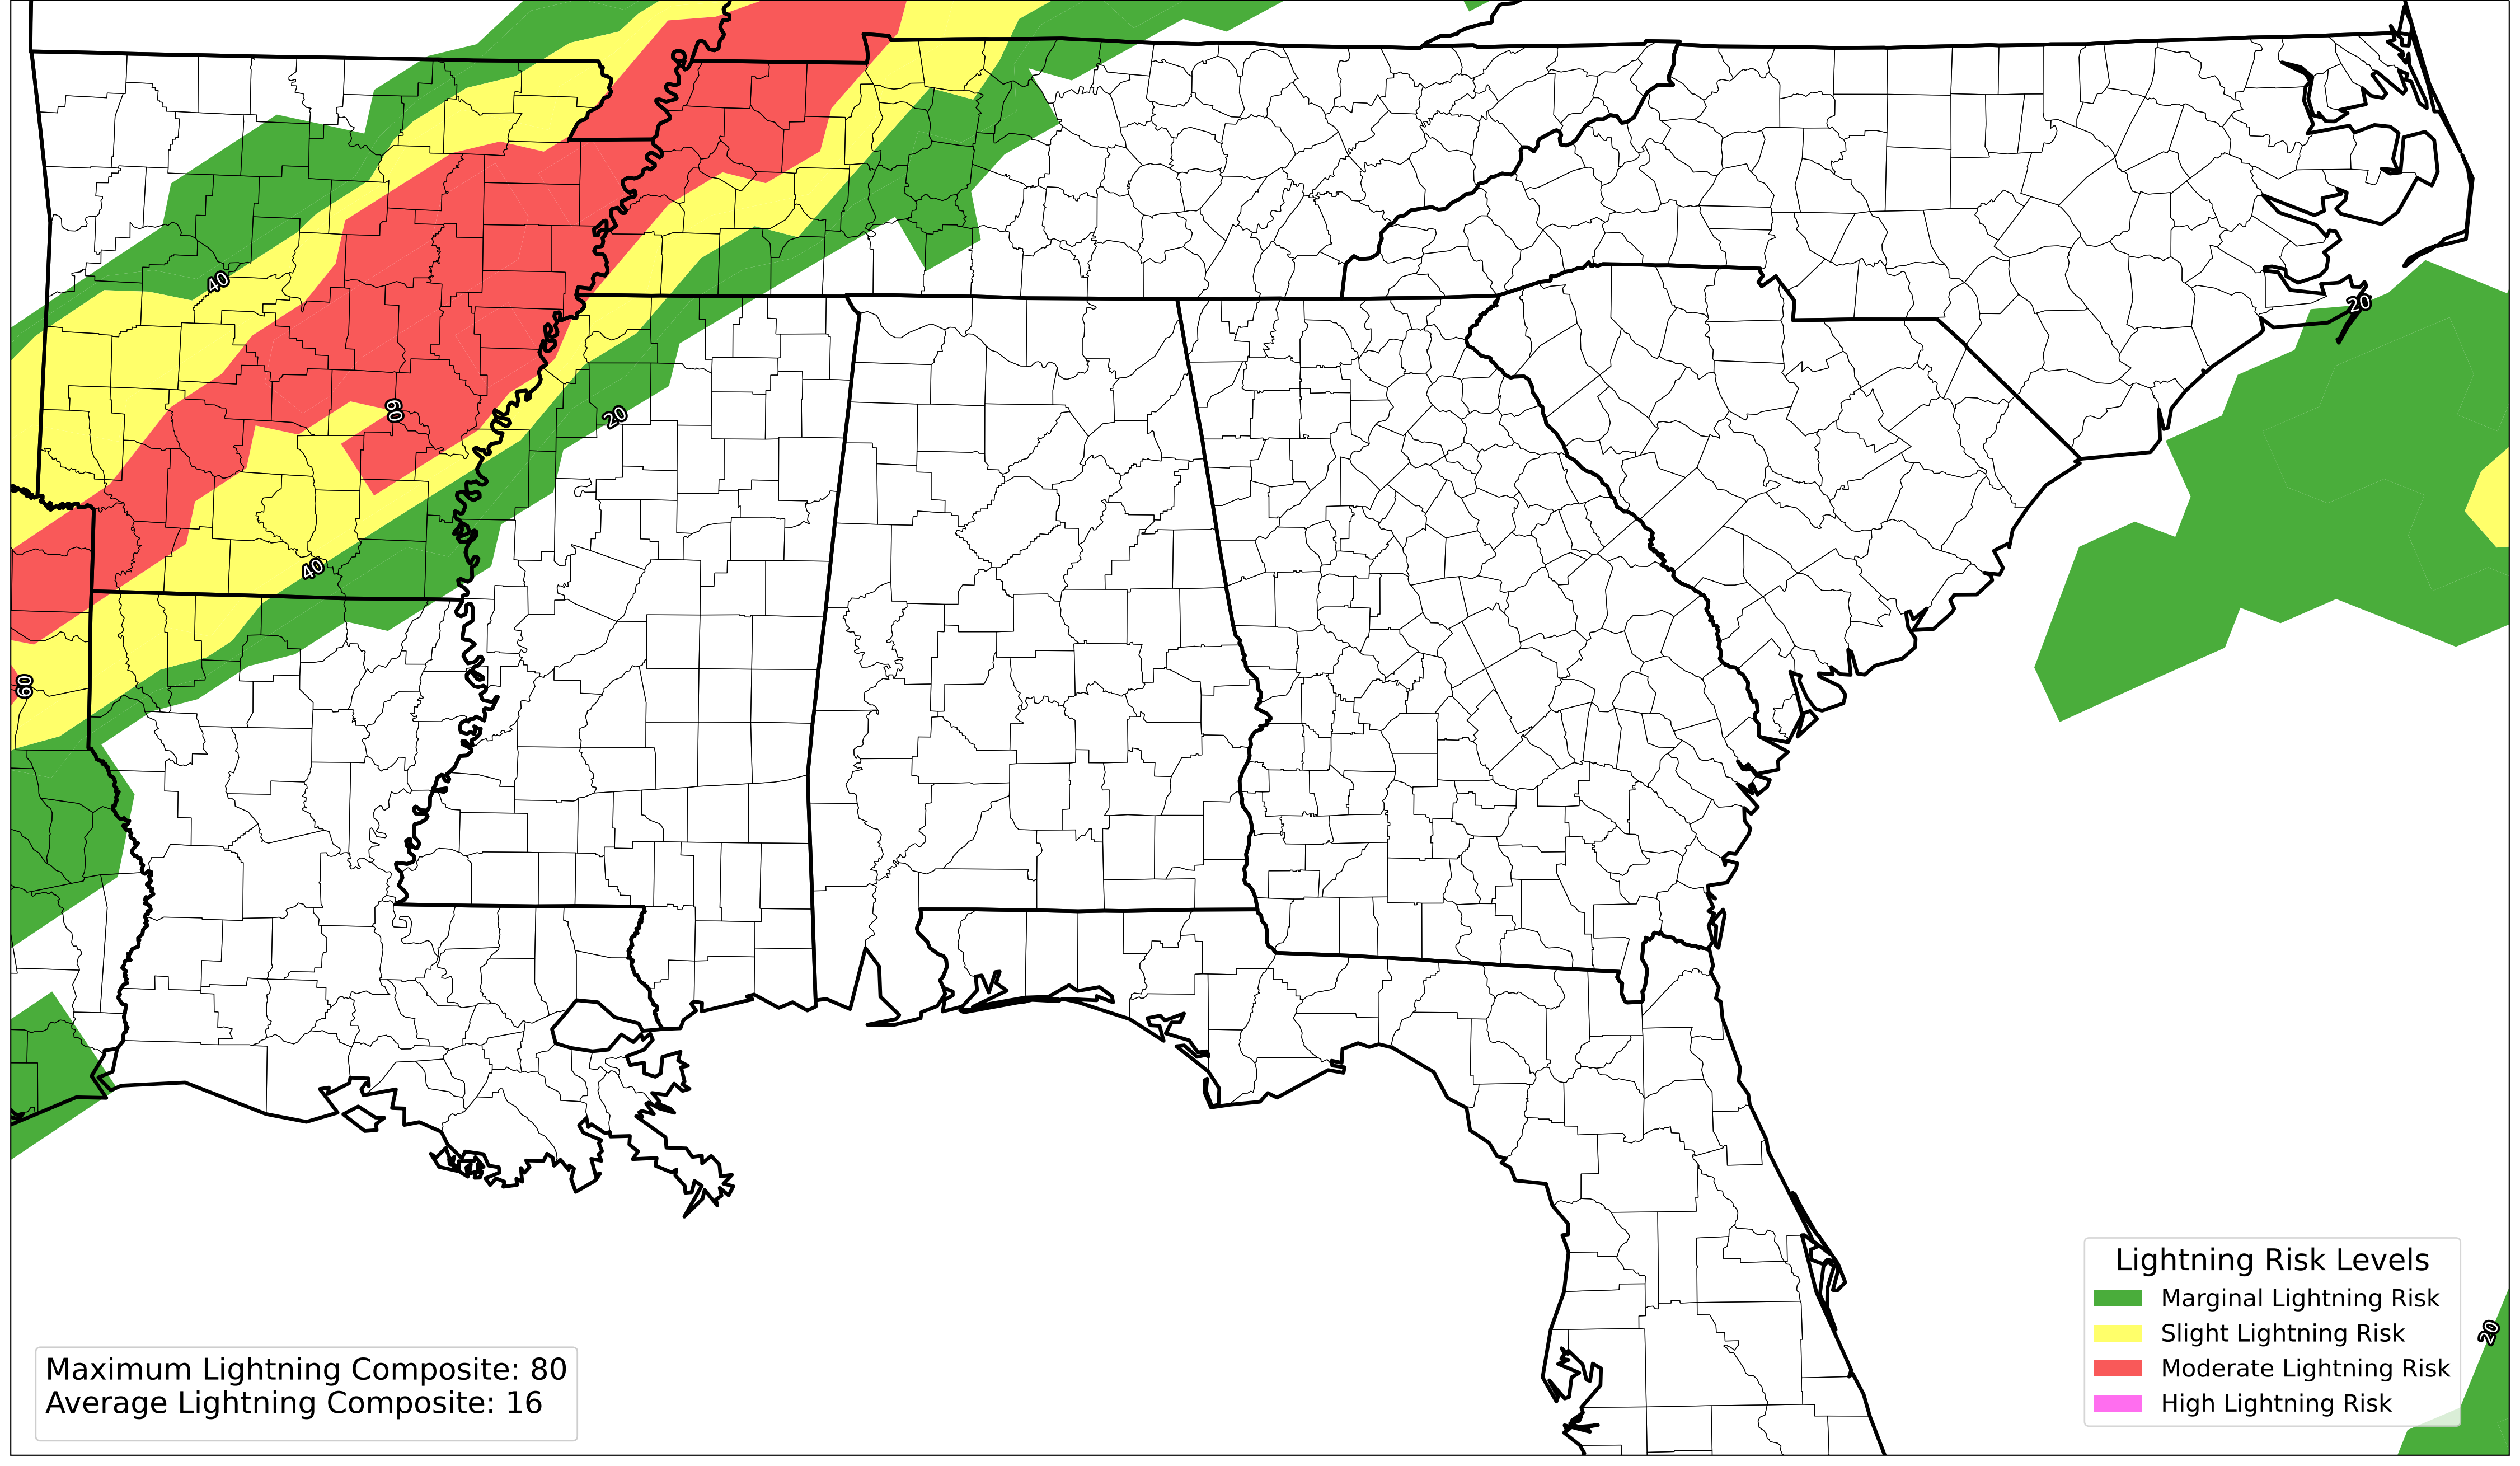 40
60
20
40
60
20
20
Maximum Lightning Composite: 80
Average Lightning Composite: 16
Lightning Risk Levels
Marginal Lightning Risk
Slight Lightning Risk
Moderate Lightning Risk
High Lightning Risk